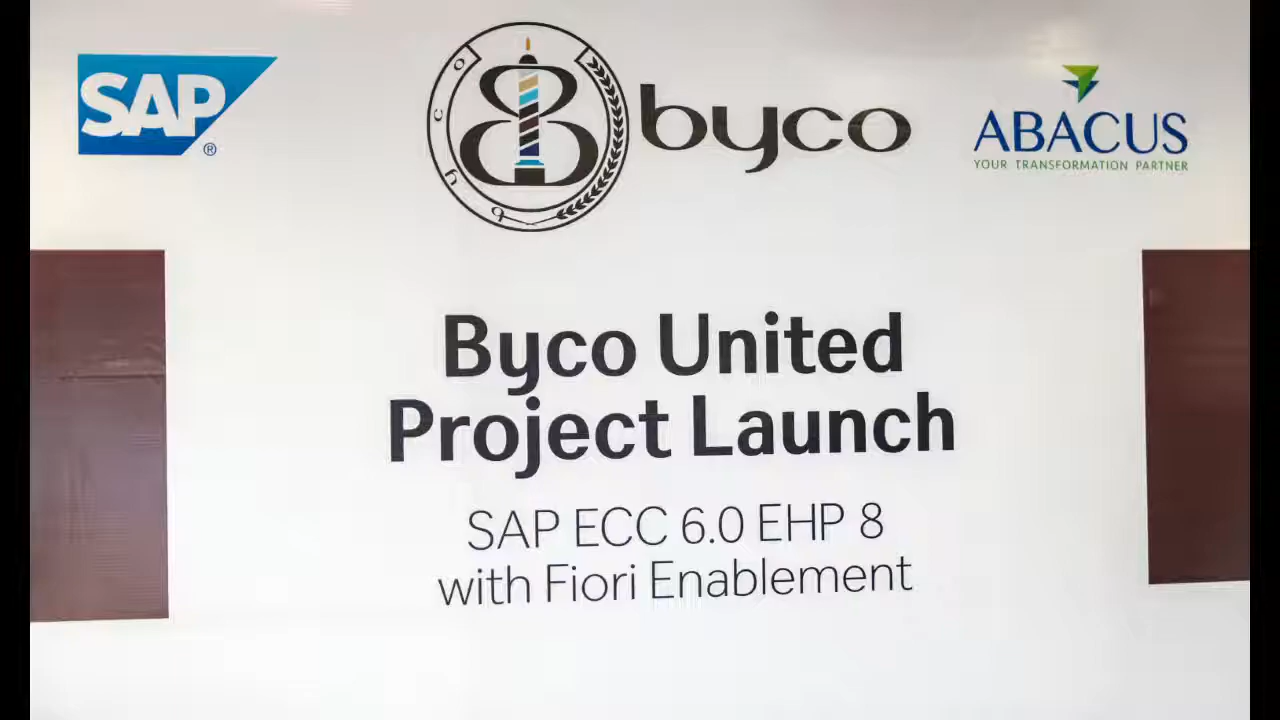 SAP ®
byco
byco
ABACUS
YOUR TRANSFORMATION PARTNER
Byco United
Project Launch
SAP ECC 6.0 EHP 8
with Fiori Enablement